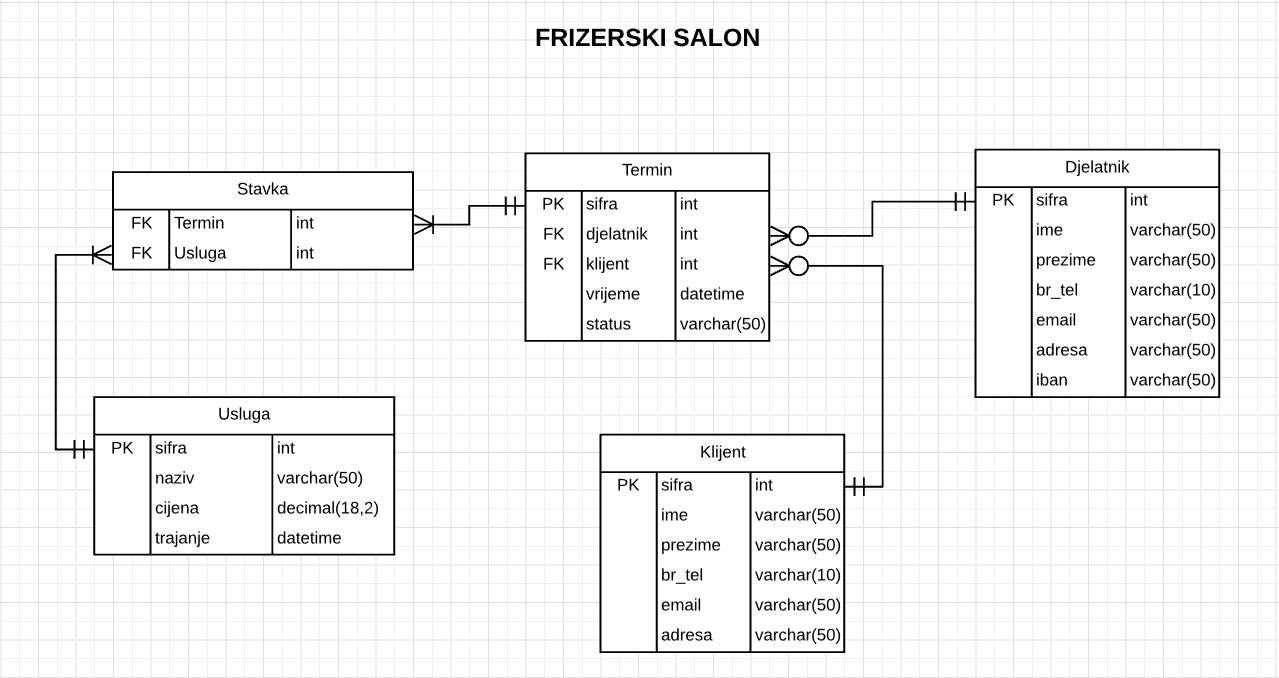 FRIZERSKI SALON
Stavka
FK Termin int
FK Usluga int
Termin
PK sifra int
FK djelatnik int
FK klijent int
vrijeme datetime
status varchar(50)
Djelatnik
PK sifra int
ime varchar(50)
prezime varchar(50)
br_tel varchar(10)
email varchar(50)
adresa varchar(50)
iban varchar(50)
Usluga
PK sifra int
naziv varchar(50)
cijena decimal(18,2)
trajanje datetime
Klijent
PK sifra int
ime varchar(50)
prezime varchar(50)
br_tel varchar(10)
email varchar(50)
adresa varchar(50)